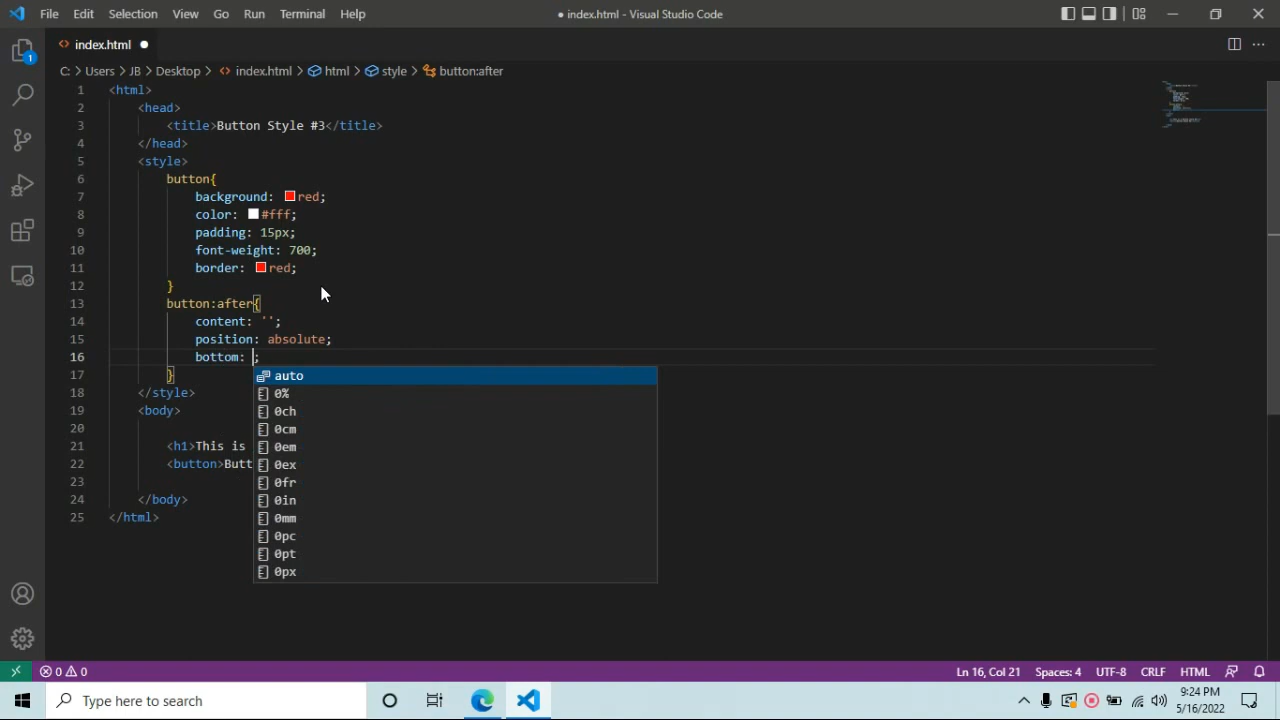 File Edit Selection View Go Run Terminal Help
● index.html - Visual Studio Code
index.html ●
C: > Users > JB > Desktop > index.html > html > style > button:after
1 <html>
2 <head>
3 <title>Button Style #3</title>
4 </head>
5 <style>
6 button{
7 background: red;
8 color: #fff;
9 padding: 15px;
10 font-weight: 700;
11 border: red;
12 }
13 button:after{
14 content: '';
15 position: absolute;
16 bottom: ;
17 }
18 </style>
19 <body>
20
21 <h1>This is
22 <button>Butt
23
24 </body>
25 </html>
auto
0%
0ch
0cm
0em
0ex
0fr
0in
0mm
0pc
0pt
0px
1
0 0
Ln 16, Col 21 Spaces: 4 UTF-8 CRLF HTML
Type here to search
9:24 PM
5/16/2022